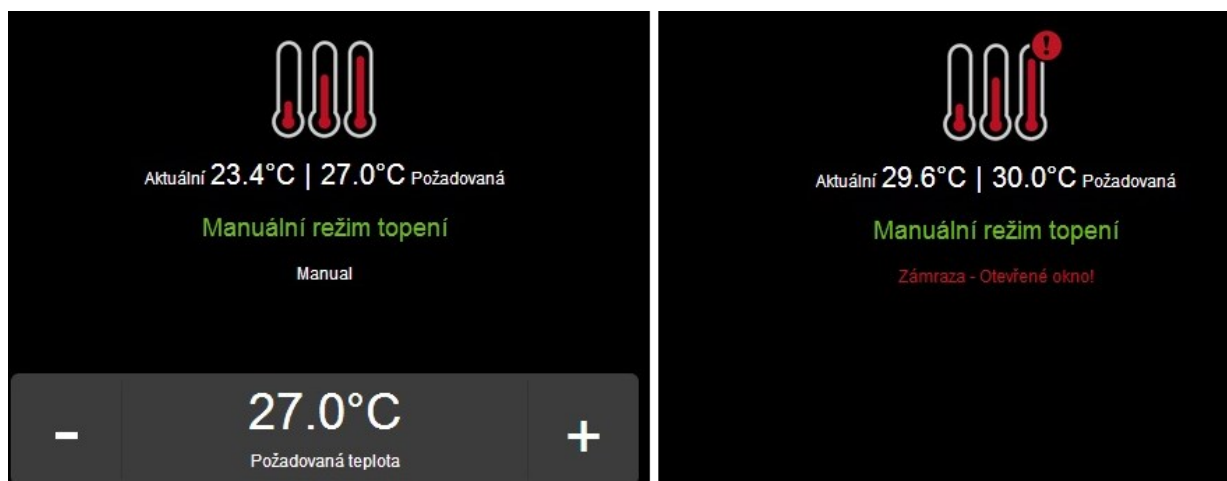 Aktuální 23.4°C | 27.0°C Požadovaná
Manuální režim topení
Manual
-
27.0°C
+
Požadovaná teplota
!
Aktuální 29.6°C | 30.0°C Požadovaná
Manuální režim topení
Zámraza - Otevřené okno!